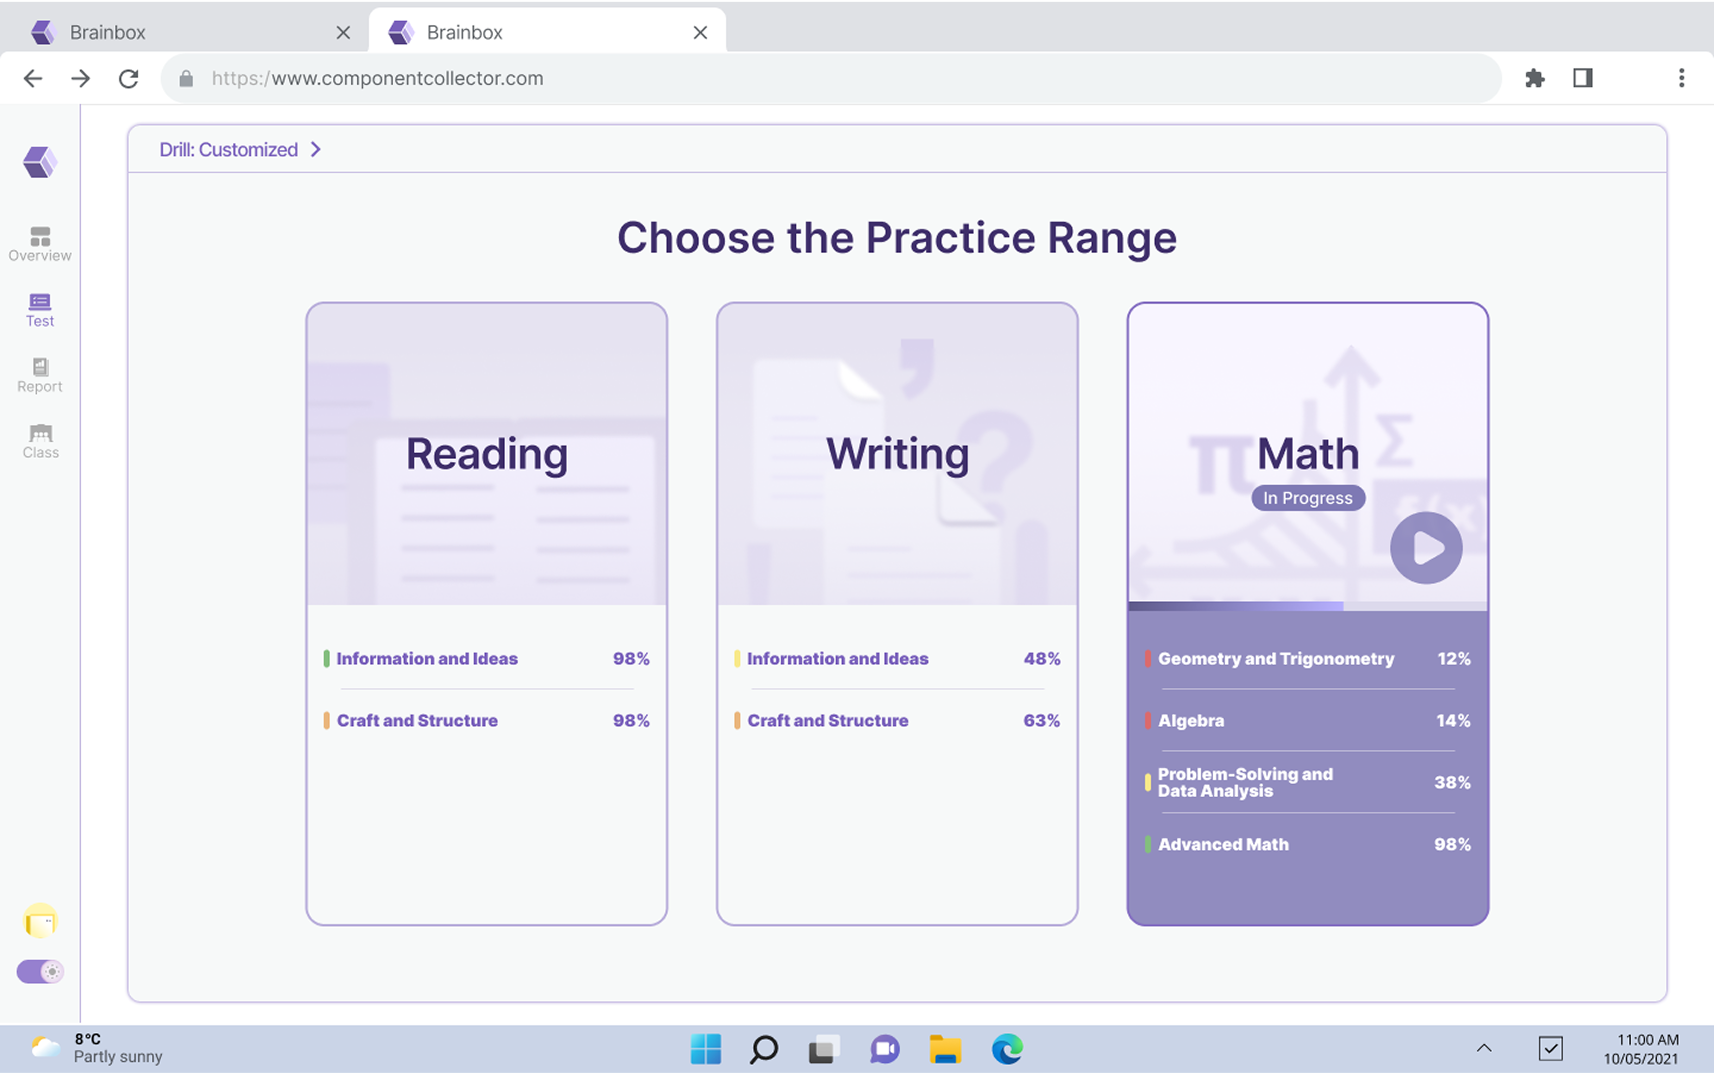 Brainbox
Brainbox
https:/www.componentcollector.com
Drill: Customized
Choose the Practice Range
Overview
Test
Report
Class
Reading
Information and Ideas 98%
Craft and Structure 98%
Writing
Information and Ideas 48%
Craft and Structure 63%
π Math Σ
In Progress
f(x)
Geometry and Trigonometry 12%
Algebra 14%
Problem-Solving and
Data Analysis 38%
Advanced Math 98%
8°C
Partly sunny
11:00 AM
10/05/2021